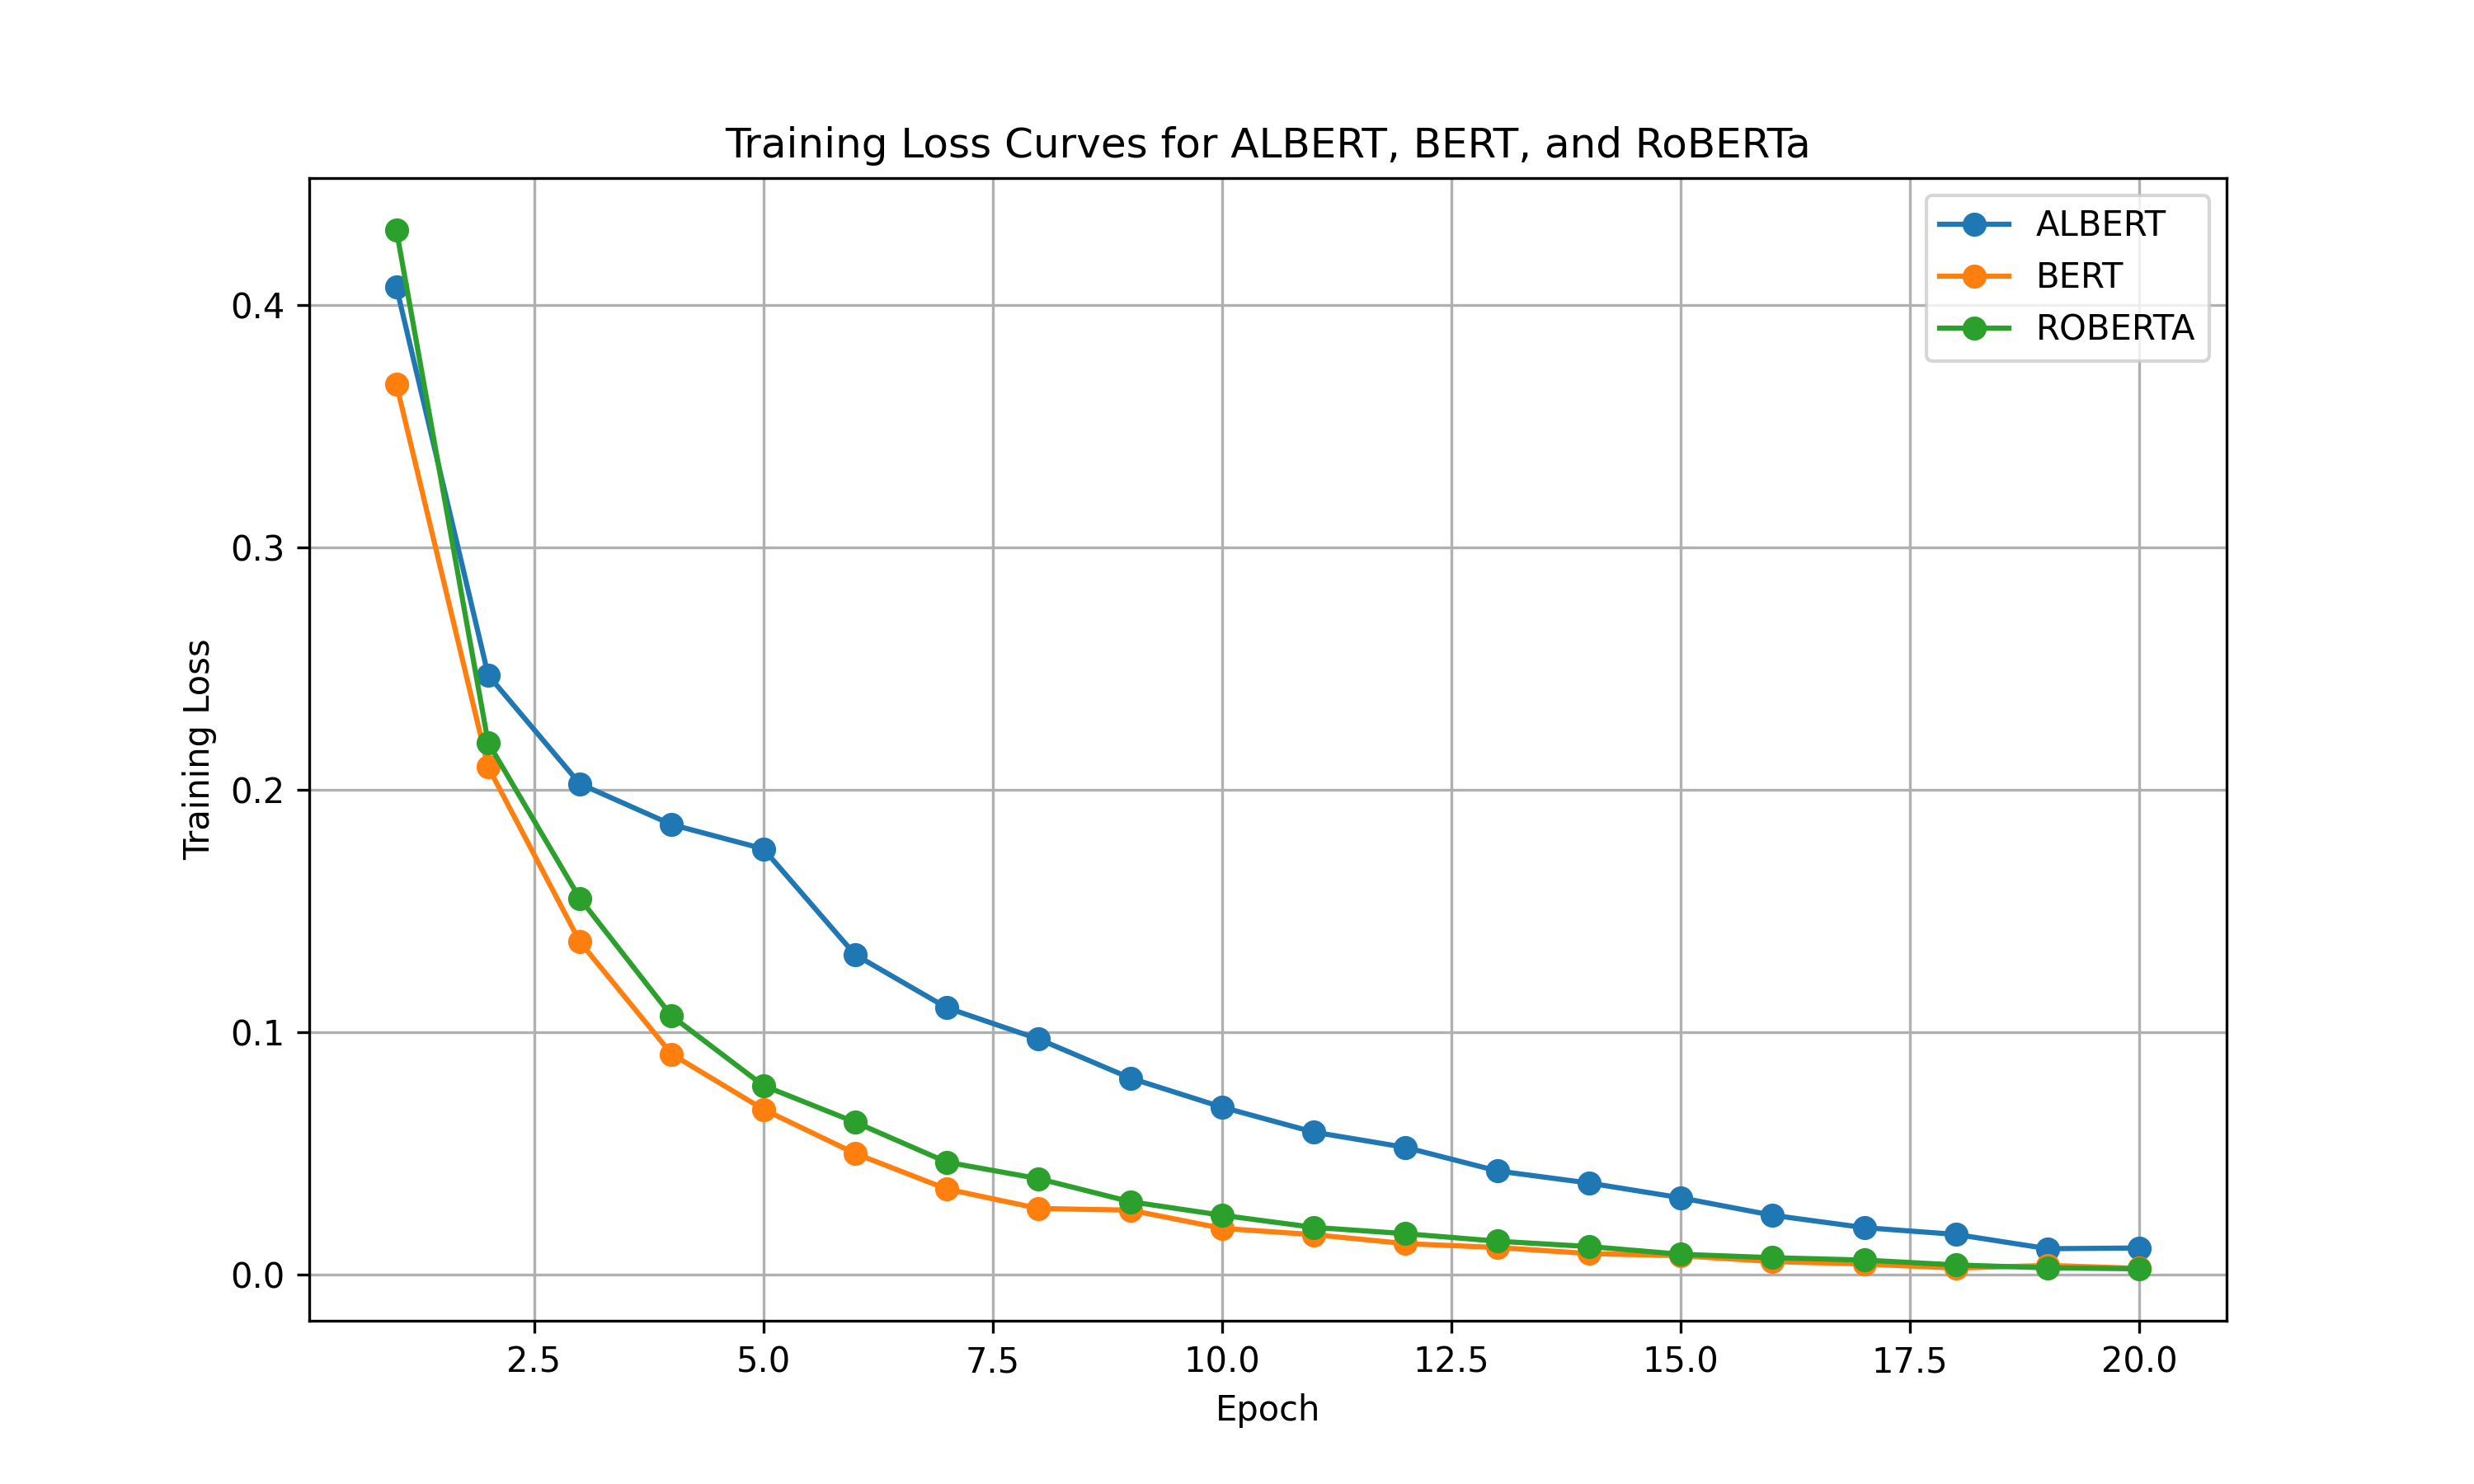 Training Loss Curves for ALBERT, BERT, and RoBERTa
ALBERT
BERT
ROBERTA
Training Loss
0.4
0.3
0.2
0.1
0.0
2.5 5.0 7.5 10.0 12.5 15.0 17.5 20.0
Epoch